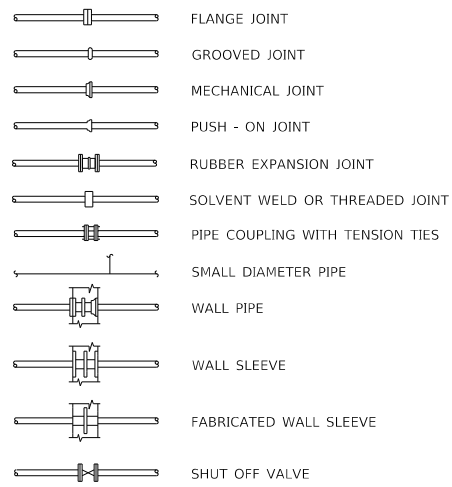 FLANGE JOINT
GROOVED JOINT
MECHANICAL JOINT
PUSH - ON JOINT
RUBBER EXPANSION JOINT
SOLVENT WELD OR THREADED JOINT
PIPE COUPLING WITH TENSION TIES
SMALL DIAMETER PIPE
WALL PIPE
WALL SLEEVE
FABRICATED WALL SLEEVE
SHUT OFF VALVE